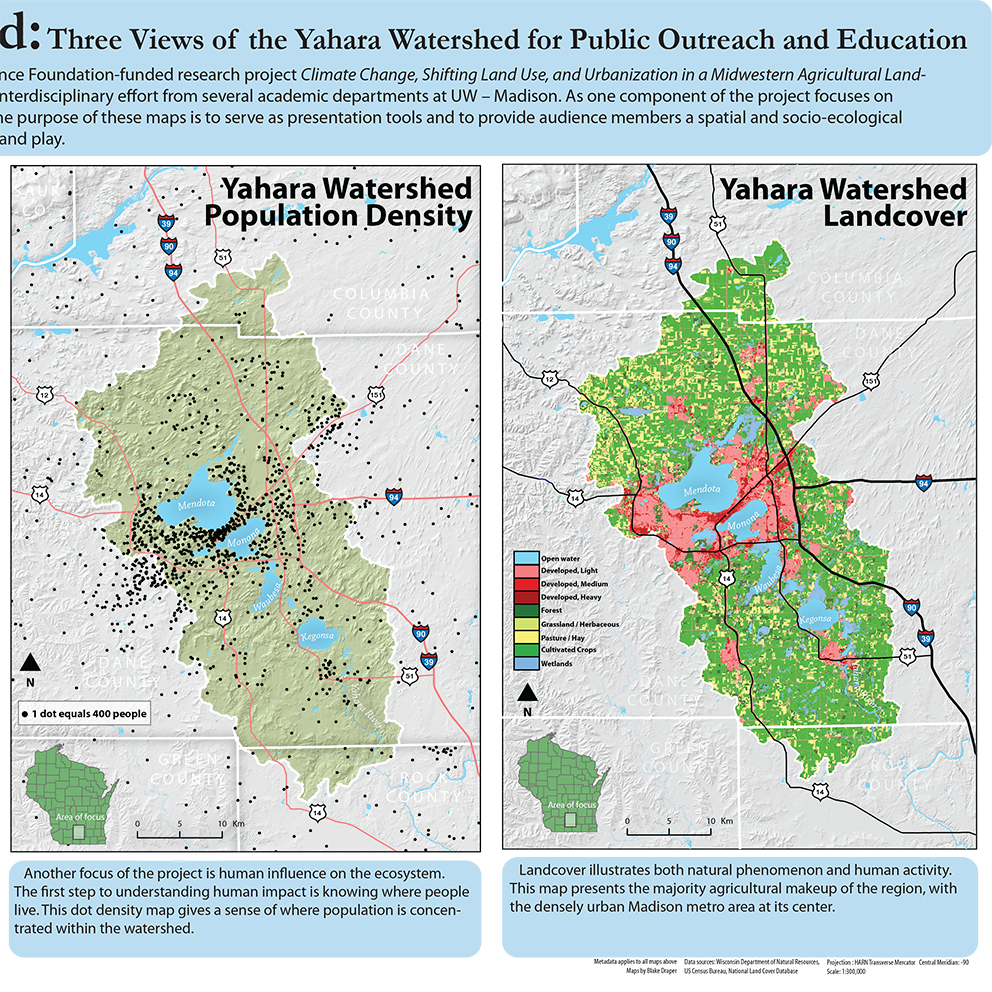 d: Three Views of the Yahara Watershed for Public Outreach and Education
nce Foundation-funded research project Climate Change, Shifting Land Use, and Urbanization in a Midwestern Agricultural Land-
nterdisciplinary effort from several academic departments at UW – Madison. As one component of the project focuses on
he purpose of these maps is to serve as presentation tools and to provide audience members a spatial and socio-ecological
and play.
Yahara Watershed
Population Density
SAUK
CO.
39
90
94
51
COLUMBIA
COUNTY
DANE
COUNTY
12
151
14
94
Mendota
Monona
Waubesa
14
Kegonsa
90
39
51
DANE
COUNTY
N
1 dot equals 400 people
GREEN
COUNTY
ROCK
COUNTY
Area of focus
0 5 10 Km
14
Yahara Watershed
Landcover
39
90
94
51
COLUMBIA
COUNTY
DANE
COUNTY
12
151
14
94
Mendota
Monona
Waubesa
Open water
Developed, Light
Developed, Medium
Developed, Heavy
Forest
Grassland / Herbaceous
Pasture / Hay
Cultivated Crops
Wetlands
14
Kegonsa
90
39
51
DANE
COUNTY
N
GREEN
COUNTY
ROCK
COUNTY
Area of focus
0 5 10 Km
14
Another focus of the project is human influence on the ecosystem.
The first step to understanding human impact is knowing where people
live. This dot density map gives a sense of where population is concen-
trated within the watershed.
Landcover illustrates both natural phenomenon and human activity.
This map presents the majority agricultural makeup of the region, with
the densely urban Madison metro area at its center.
Metadata applies to all maps above
Maps by Blake Draper
Data sources: Wisconsin Department of Natural Resources,
US Census Bureau, National Land Cover Database
Projection : HARN Transverse Mercator Central Meridian: -90
Scale: 1:300,000